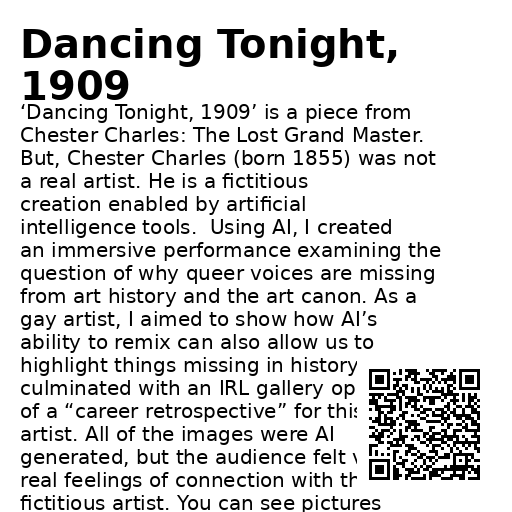 Dancing Tonight,
1909
‘Dancing Tonight, 1909’ is a piece from
Chester Charles: The Lost Grand Master.
But, Chester Charles (born 1855) was not
a real artist. He is a fictitious
creation enabled by artificial
intelligence tools.  Using AI, I created
an immersive performance examining the
question of why queer voices are missing
from art history and the art canon. As a
gay artist, I aimed to show how AI’s
ability to remix can also allow us to
highlight things missing in history
culminated with an IRL gallery op
of a “career retrospective” for this
artist. All of the images were AI
generated, but the audience felt
real feelings of connection with
fictitious artist. You can see pictures